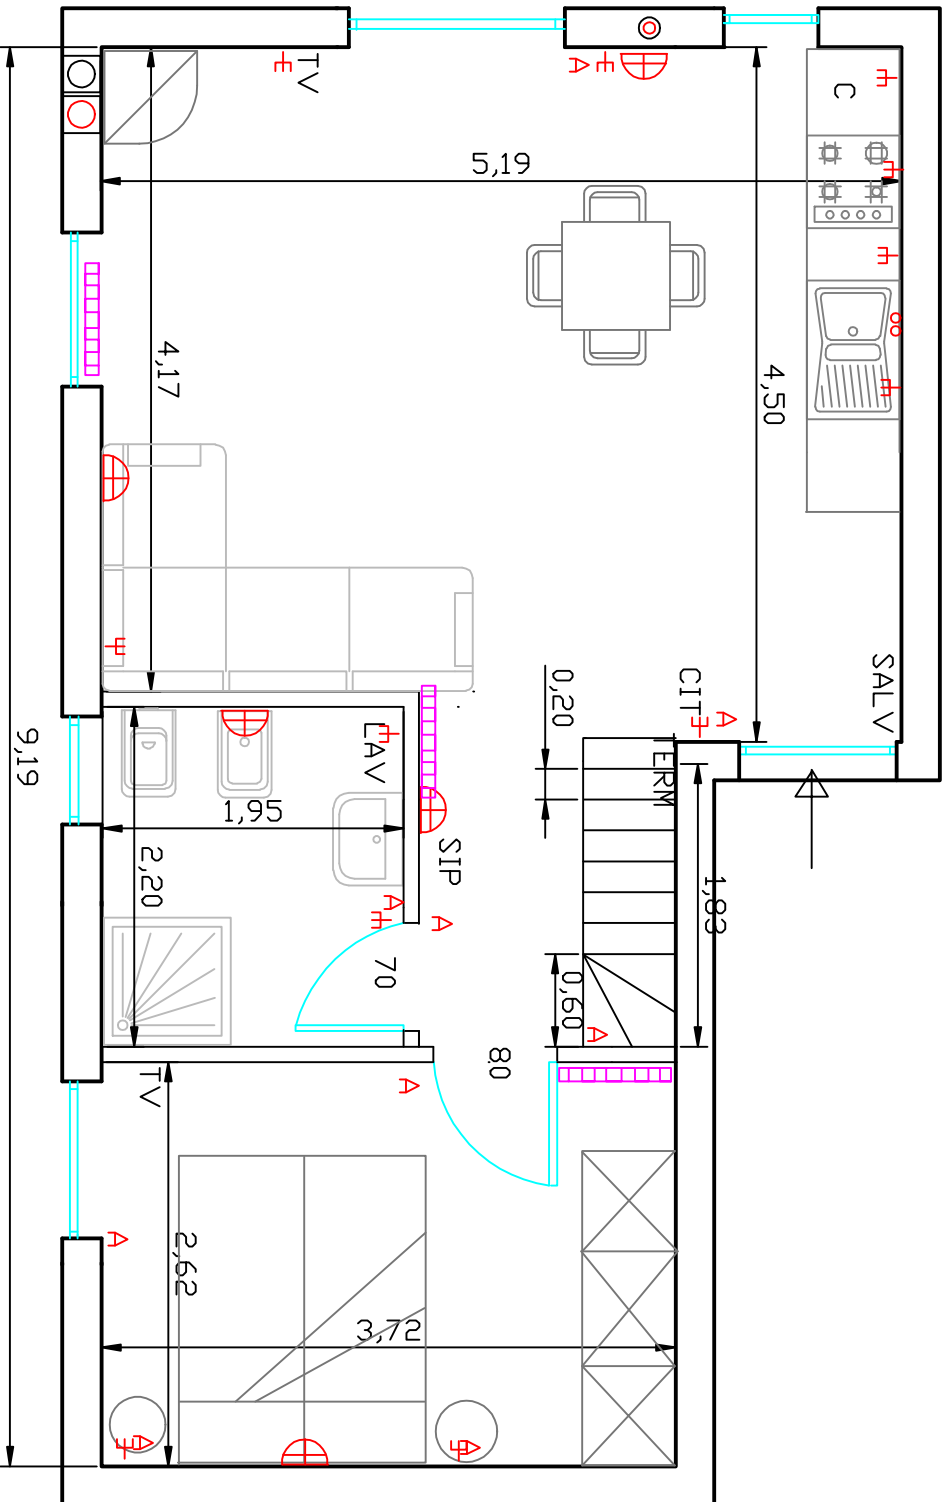 TV
A
C
5,19
4,17
4,50
SALV
CIT
A
0,20
TERM
LAV
9,19
1,95
2,20
SIP
1,83
A
A
70
0,60
A
80
TV
A
A
2,62
3,72
A
A